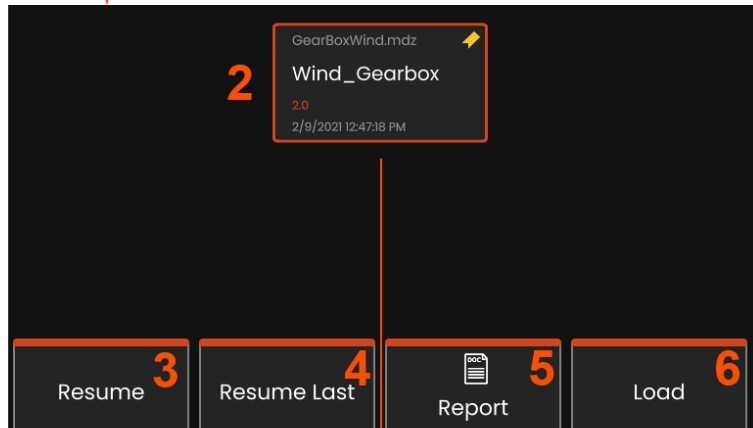 GearBoxWind.mdz
2
Wind_Gearbox
2.0
2/9/2021 12:47:18 PM
3
4
5
6
Resume
Resume Last
DOC
Report
Load